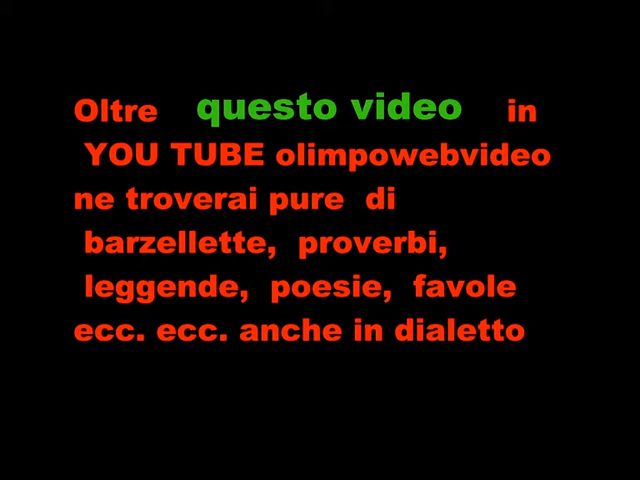 Oltre questo video in
YOU TUBE olimpowebvideo
ne troverai pure di
barzellette, proverbi,
leggende, poesie, favole
ecc. ecc. anche in dialetto